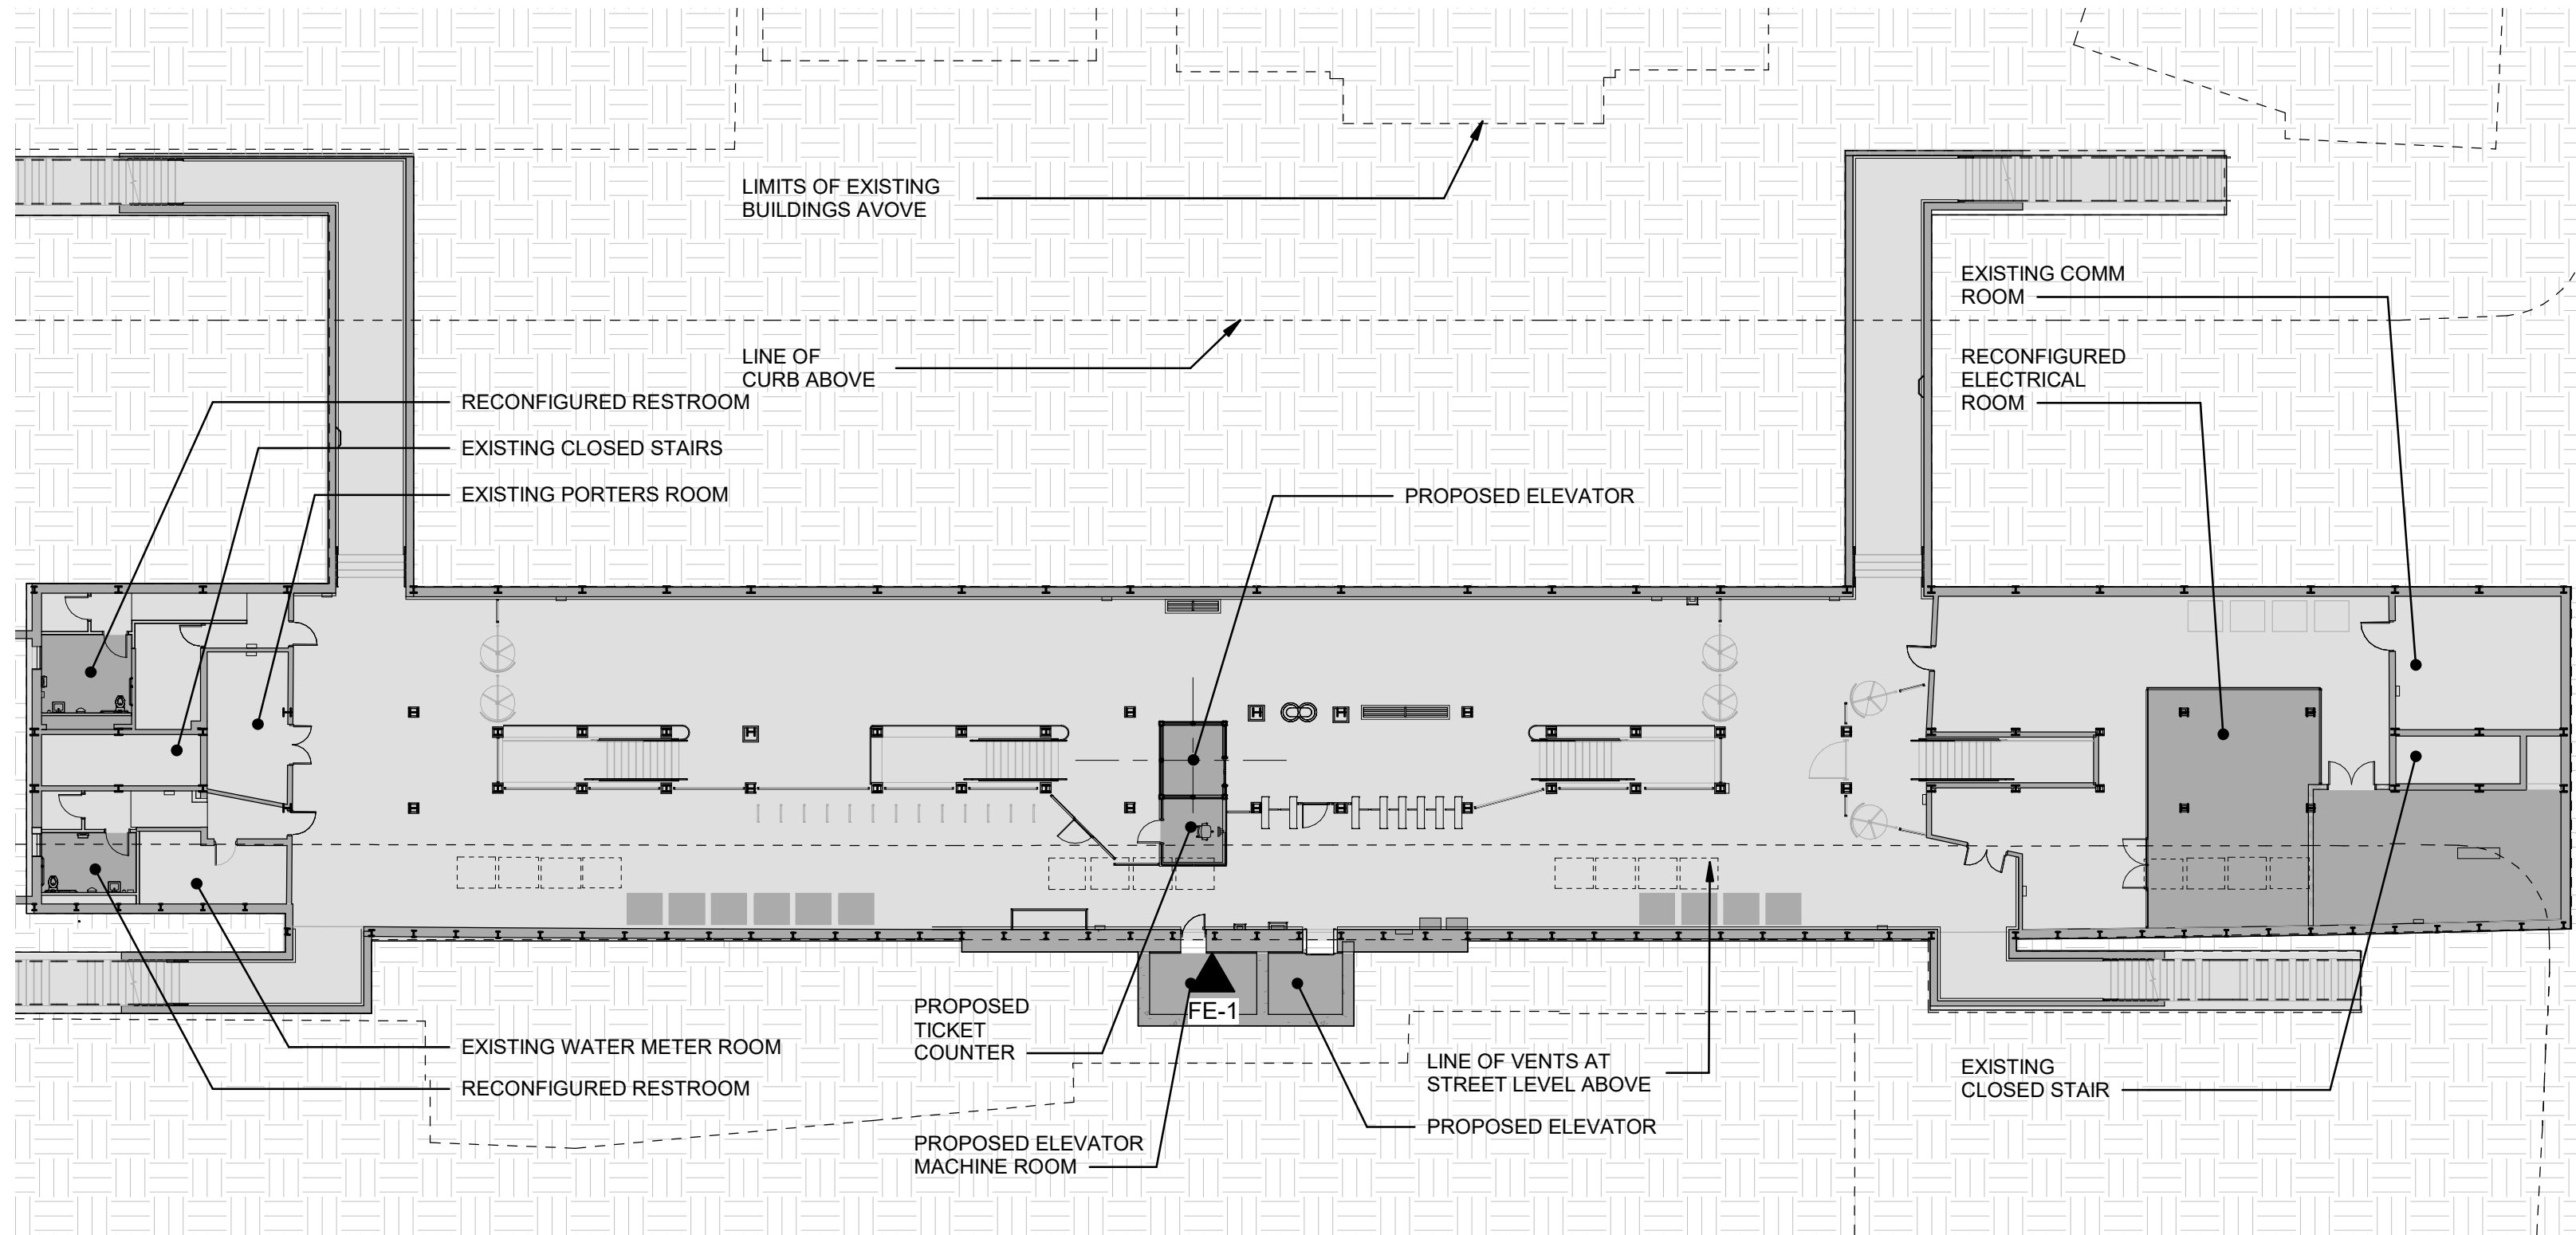 LIMITS OF EXISTING
BUILDINGS AVOVE
EXISTING COMM
ROOM
LINE OF
CURB ABOVE
RECONFIGURED
ELECTRICAL
ROOM
RECONFIGURED RESTROOM
EXISTING CLOSED STAIRS
EXISTING PORTERS ROOM
PROPOSED ELEVATOR
PROPOSED
TICKET
COUNTER
FE-1
EXISTING WATER METER ROOM
RECONFIGURED RESTROOM
LINE OF VENTS AT
STREET LEVEL ABOVE
EXISTING
CLOSED STAIR
PROPOSED ELEVATOR
PROPOSED ELEVATOR
MACHINE ROOM